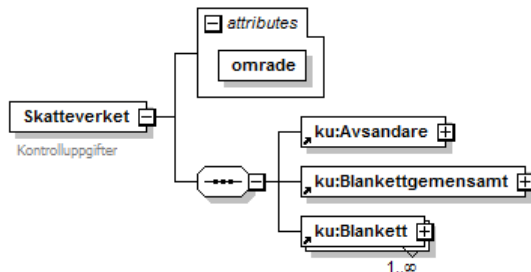 attributes
omrade
Skatteverket
Kontrolluppgifter
ku:Avsandare
ku:Blankettgemensamt
ku:Blankett
1..∞